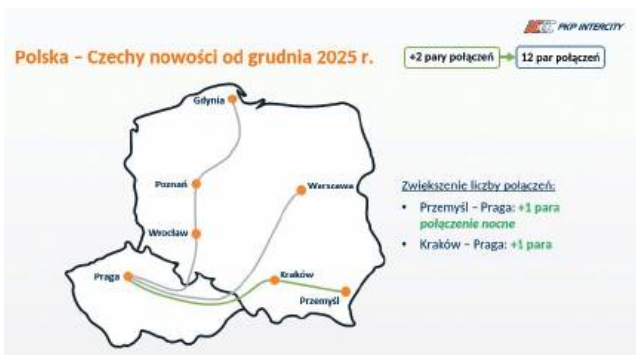 PKP INTERCITY
Polska – Czechy nowości od grudnia 2025 r.
+2 pary połączeń
12 par połączeń
Gdynia
Poznań
Warszawa
Wrocław
Praga
Kraków
Przemyśl
Zwiększenie liczby połączeń:
• Przemyśl – Praga: +1 para
połączenie nocne
• Kraków – Praga: +1 para